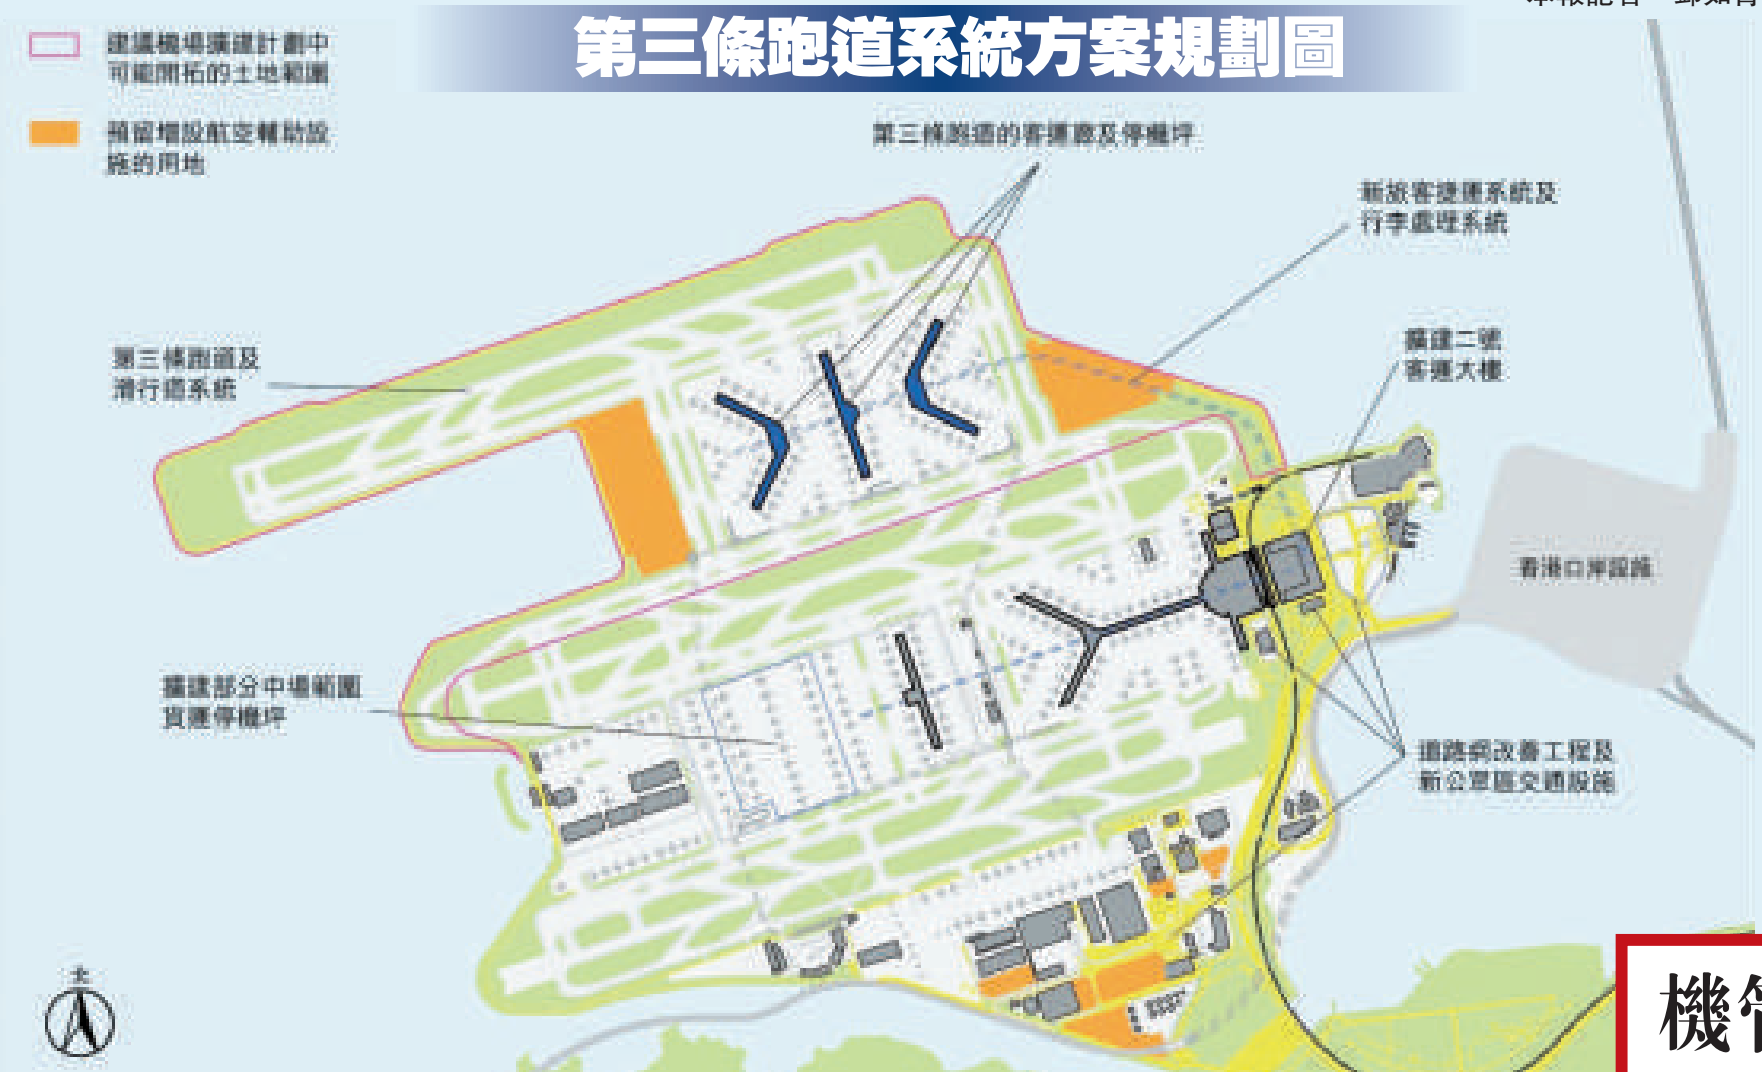 第三條跑道系統方案規劃圖
建議機場擴建計劃中
可能開拓的土地範圍
預留增設航空輔助設
施的用地
第三條跑道的客運廊及停機坪
新旅客捷運系統及
行李處理系統
擴建二號
客運大樓
第三條跑道及
滑行道系統
香港口岸設施
擴建部分中場範圍
貨運停機坪
道路網改善工程及
新公眾區交通設施
北
機管